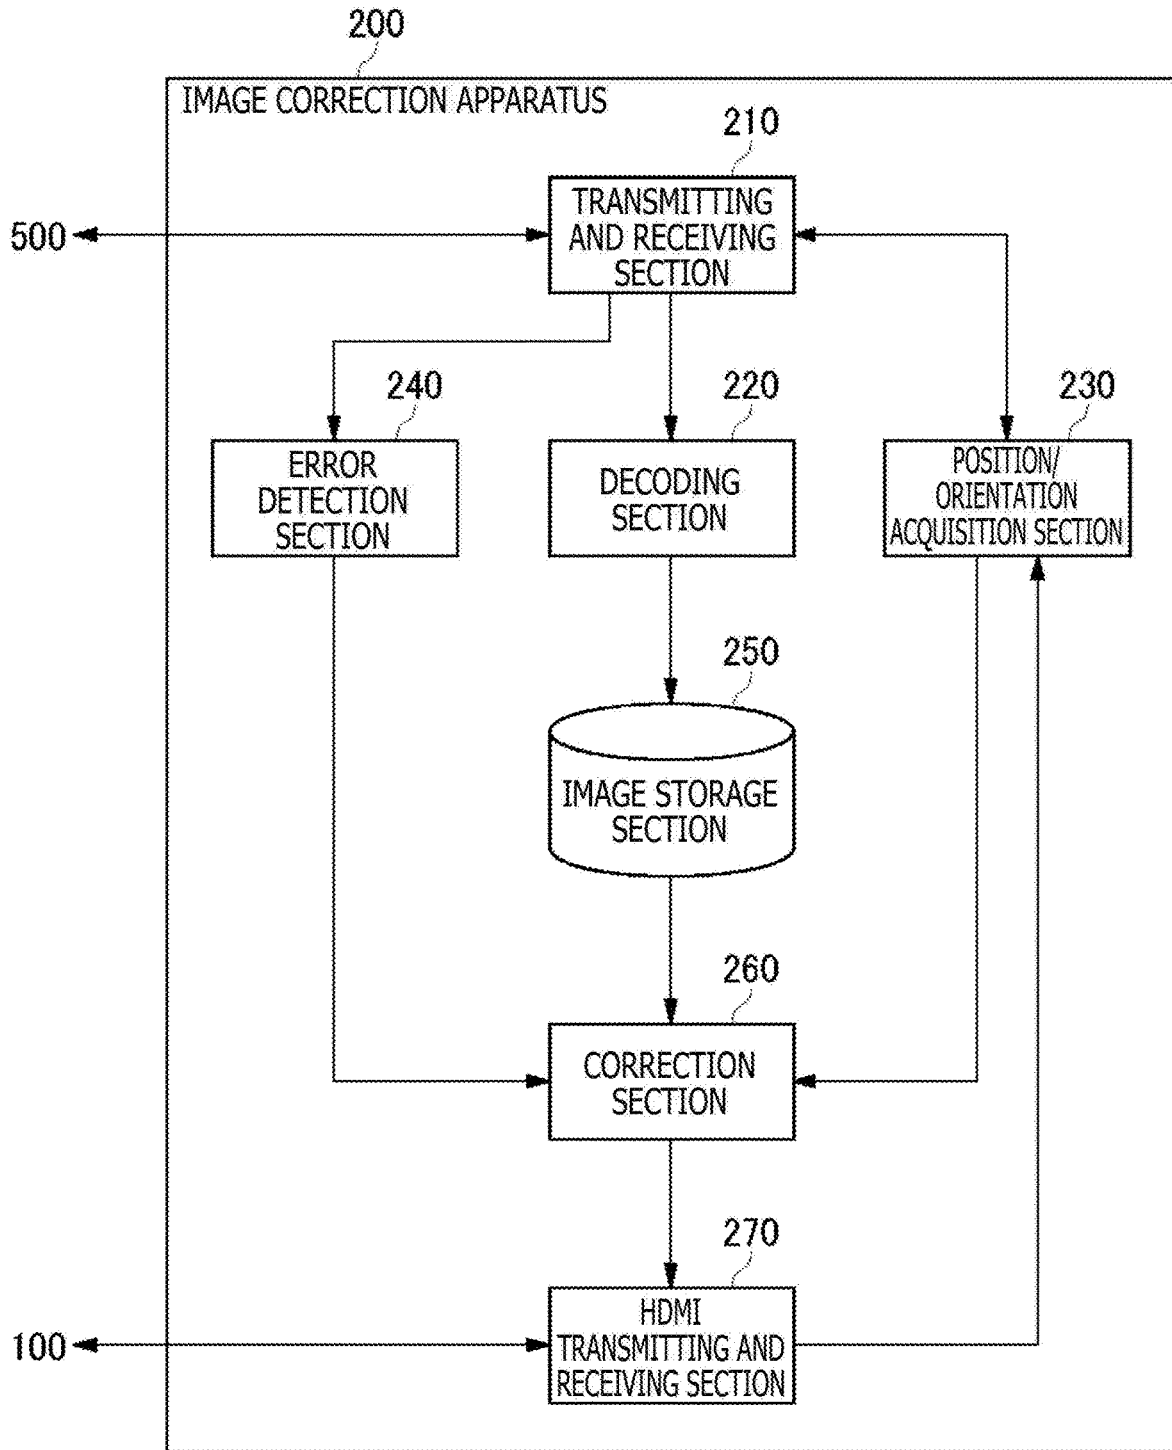 200
IMAGE CORRECTION APPARATUS
210
TRANSMITTING
AND RECEIVING
SECTION
500
240
220
230
ERROR
DETECTION
SECTION
DECODING
SECTION
POSITION/
ORIENTATION
ACQUISITION SECTION
250
IMAGE STORAGE
SECTION
260
CORRECTION
SECTION
270
HDMI
TRANSMITTING AND
RECEIVING SECTION
100